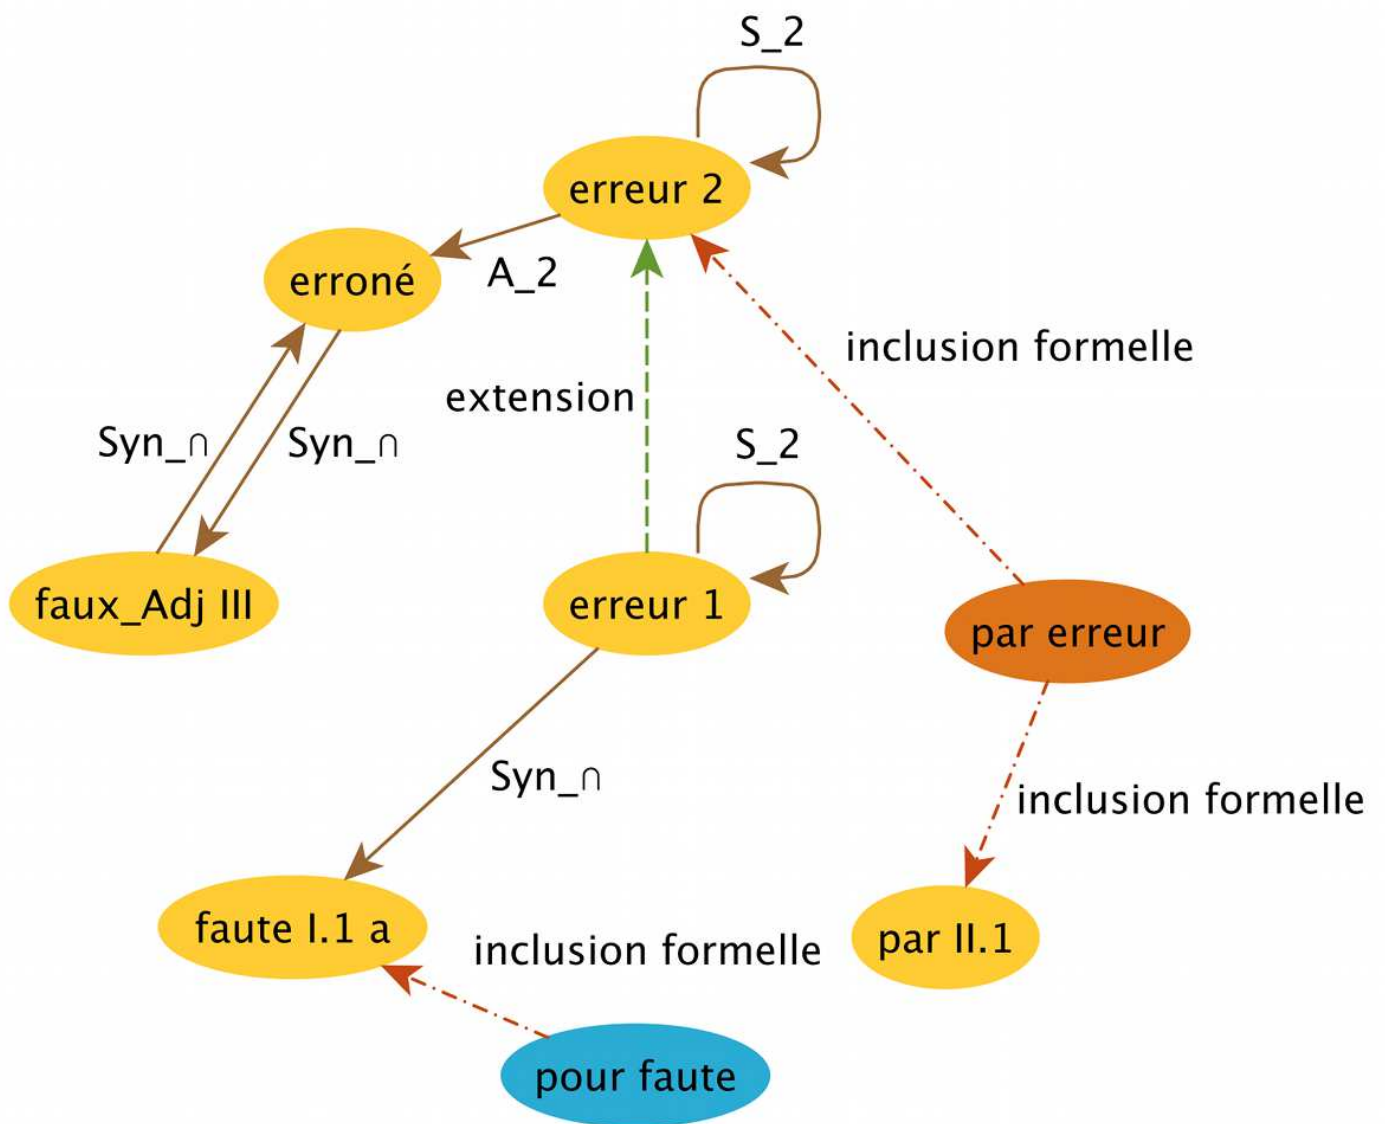 S_2
erreur 2
erroné
A_2
inclusion formelle
extension
Syn_∩
Syn_∩
S_2
faux_Adj III
erreur 1
par erreur
Syn_∩
inclusion formelle
faute I.1 a
par II.1
inclusion formelle
pour faute